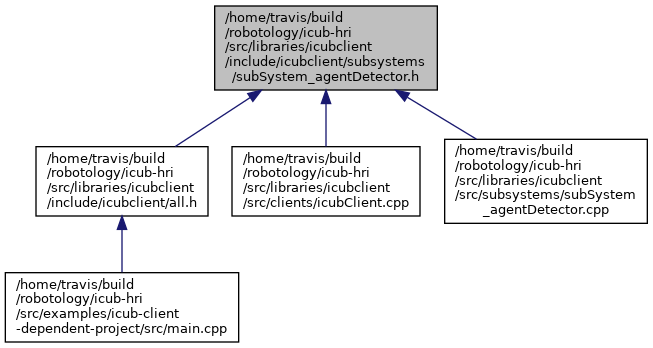 /home/travis/build
/robotology/icub-hri
/src/libraries/icubclient
/include/icubclient/subsystems
/subSystem_agentDetector.h
/home/travis/build
/robotology/icub-hri
/src/libraries/icubclient
/include/icubclient/all.h
/home/travis/build
/robotology/icub-hri
/src/libraries/icubclient
/src/clients/icubClient.cpp
/home/travis/build
/robotology/icub-hri
/src/libraries/icubclient
/src/subsystems/subSystem
_agentDetector.cpp
/home/travis/build
/robotology/icub-hri
/src/examples/icub-client
-dependent-project/src/main.cpp